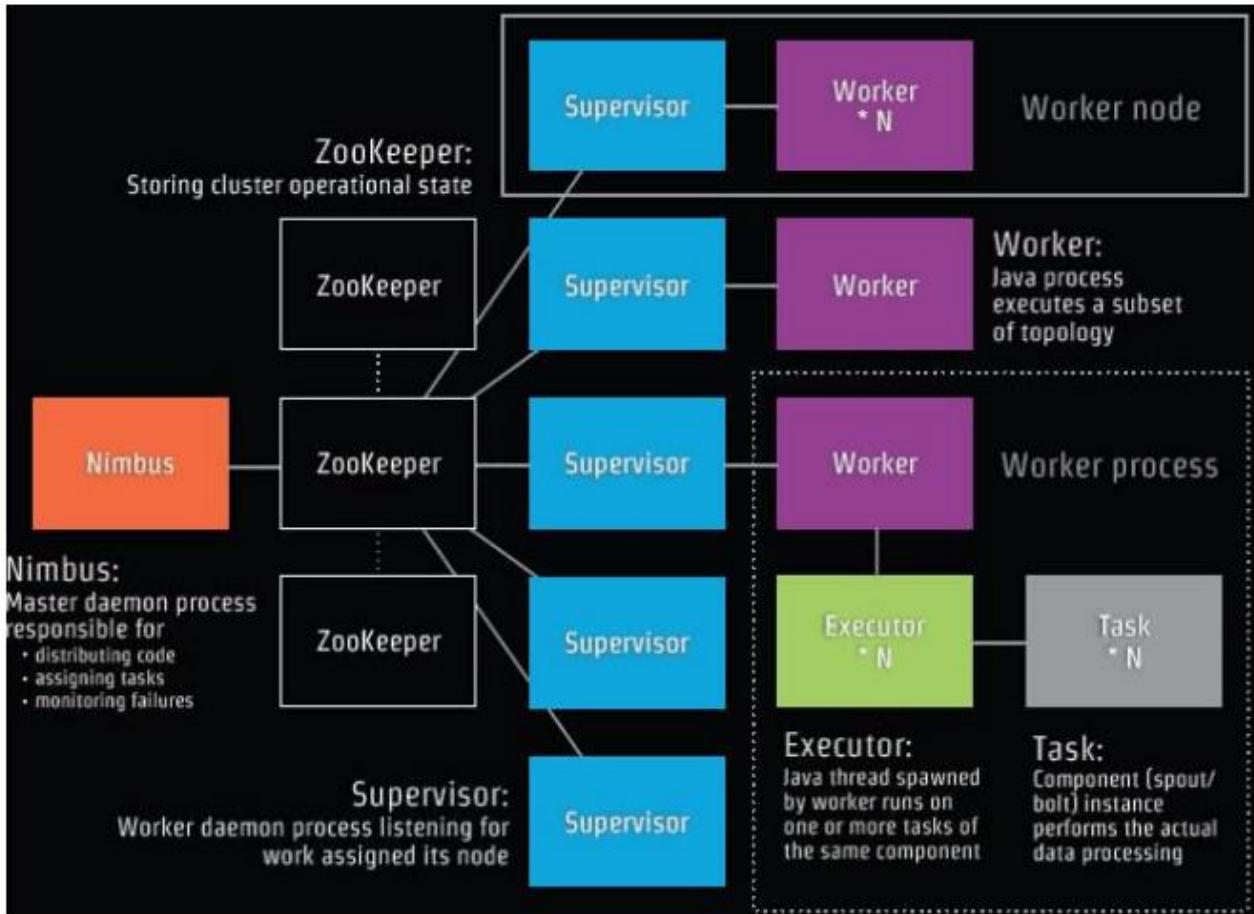 Supervisor
Worker
* N
Worker node
ZooKeeper:
Storing cluster operational state
ZooKeeper
Supervisor
Worker
Worker:
Java process
executes a subset
of topology
Nimbus
ZooKeeper
Supervisor
Worker
Worker process
Nimbus:
Master daemon process
responsible for
• distributing code
• assigning tasks
• monitoring failures
ZooKeeper
Supervisor
Executor
* N
Task
* N
Executor:
Java thread spawned
by worker runs on
one or more tasks of
the same component
Task:
Component (spout/
bolt) instance
performs the actual
data processing
Supervisor:
Worker daemon process listening for
work assigned its node
Supervisor